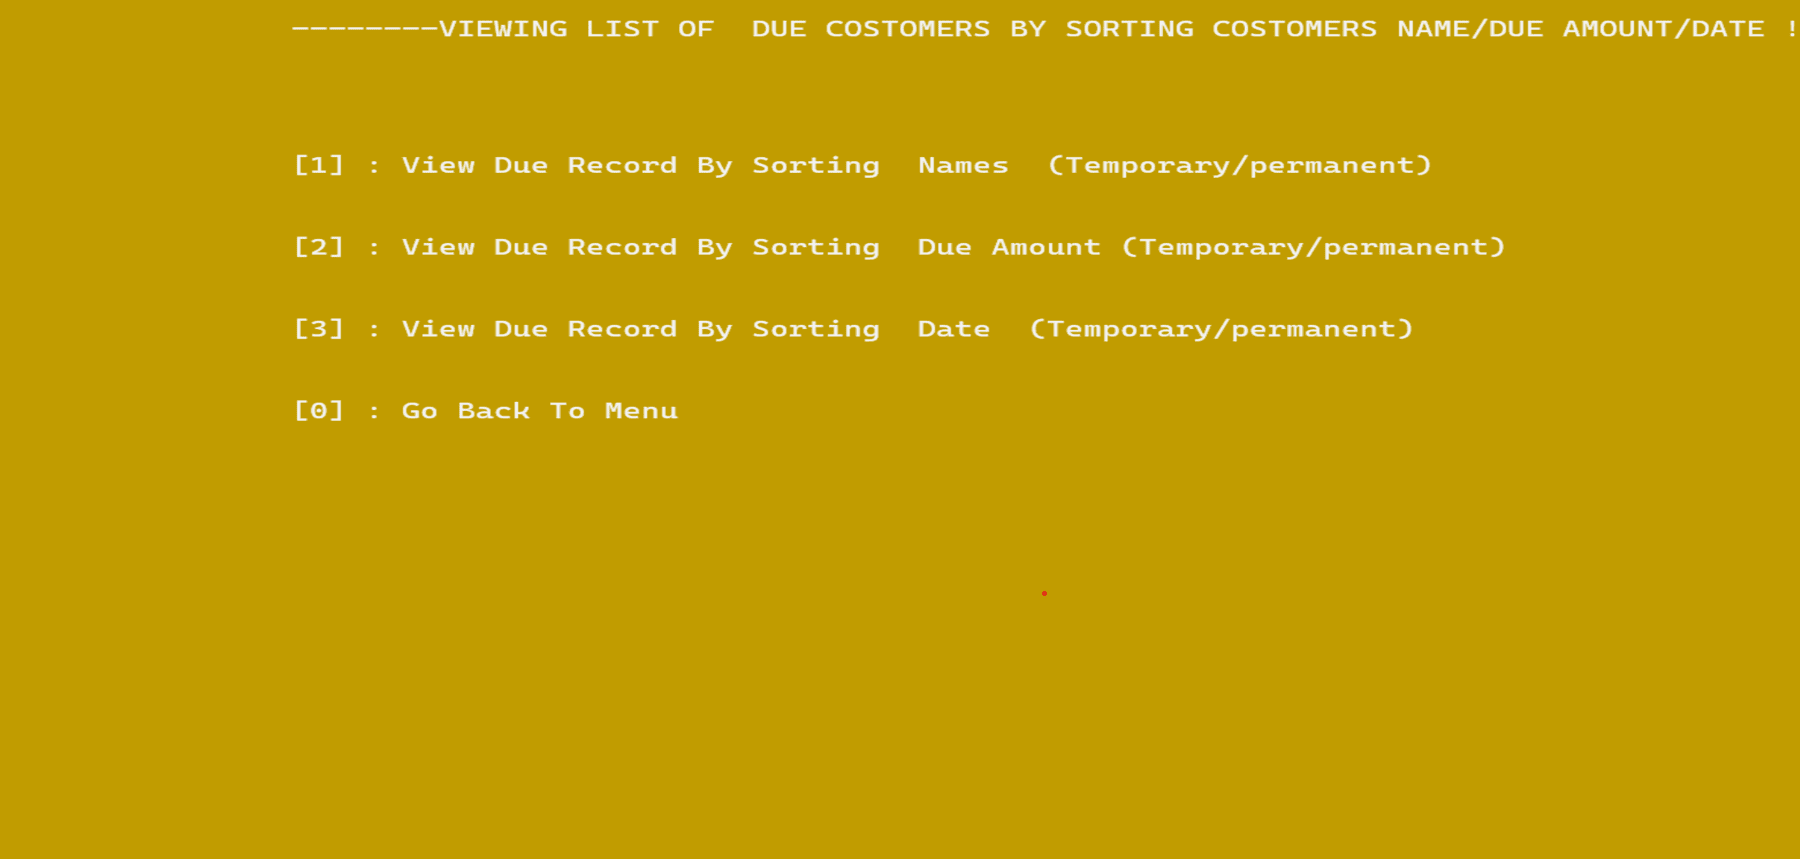 --------VIEWING LIST OF  DUE COSTOMERS BY SORTING COSTOMERS NAME/DUE AMOUNT/DATE !
[1] : View Due Record By Sorting  Names  (Temporary/permanent)
[2] : View Due Record By Sorting  Due Amount (Temporary/permanent)
[3] : View Due Record By Sorting  Date  (Temporary/permanent)
[0] : Go Back To Menu